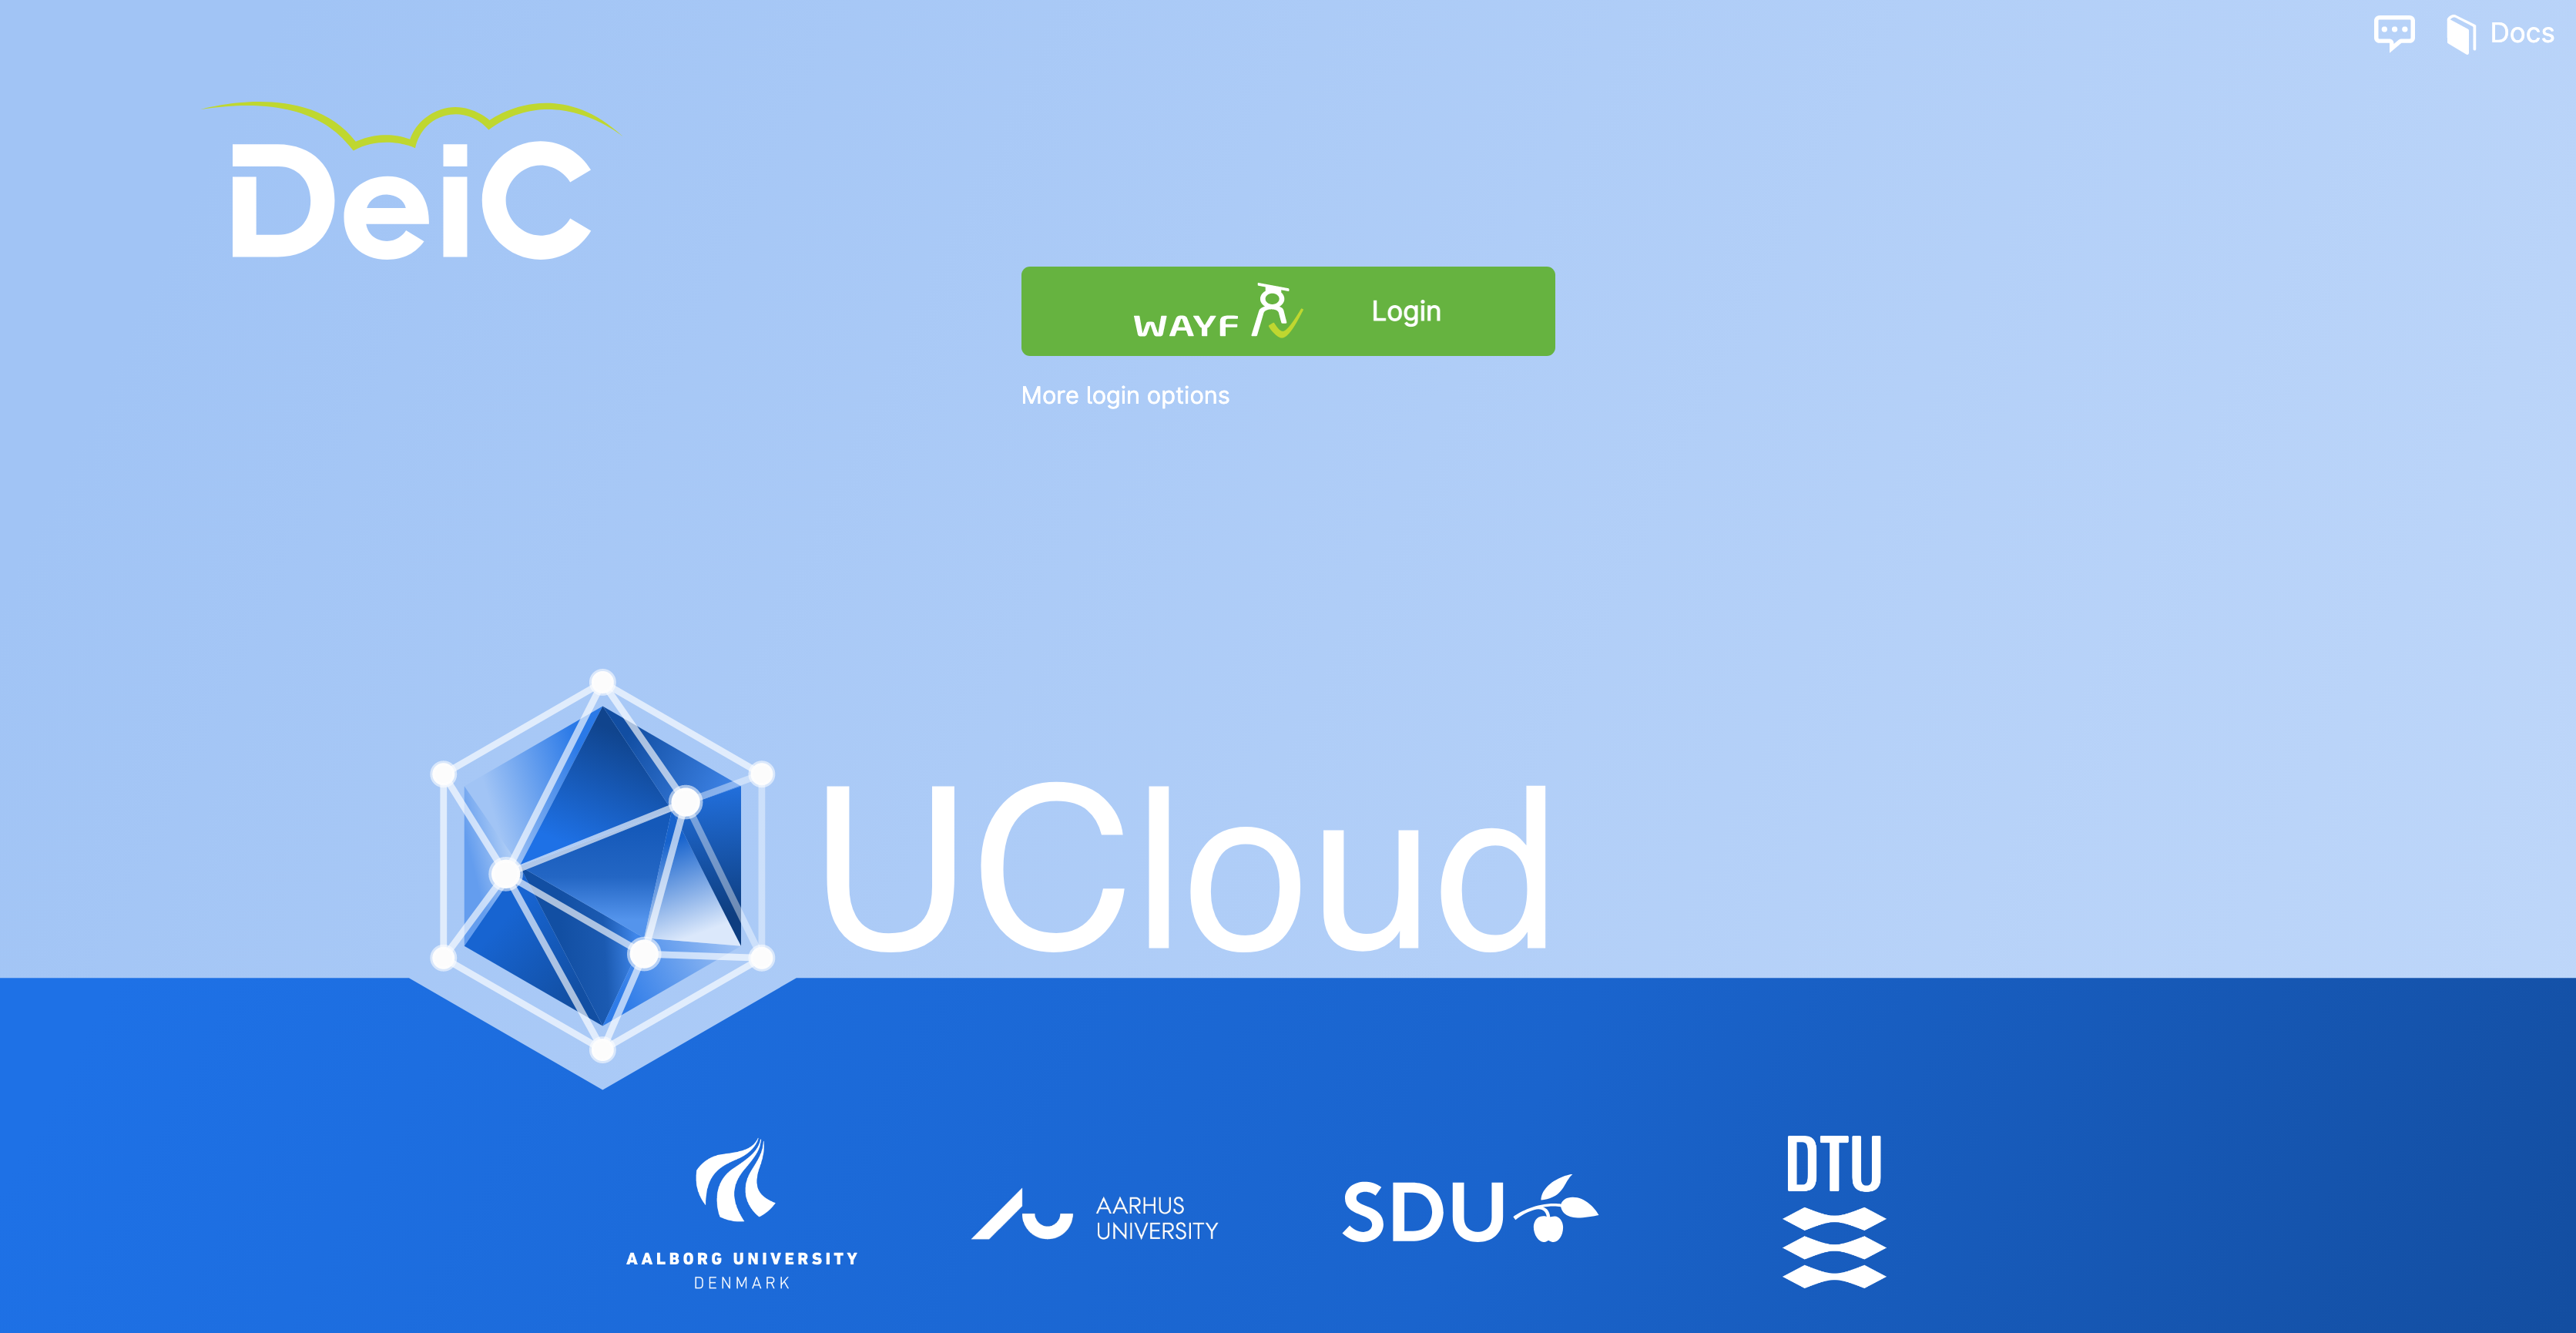 Docs
DeiC
WAYF Login
More login options
UCloud
AALBORG UNIVERSITY
DENMARK
AARHUS
UNIVERSITY
SDU
DTU